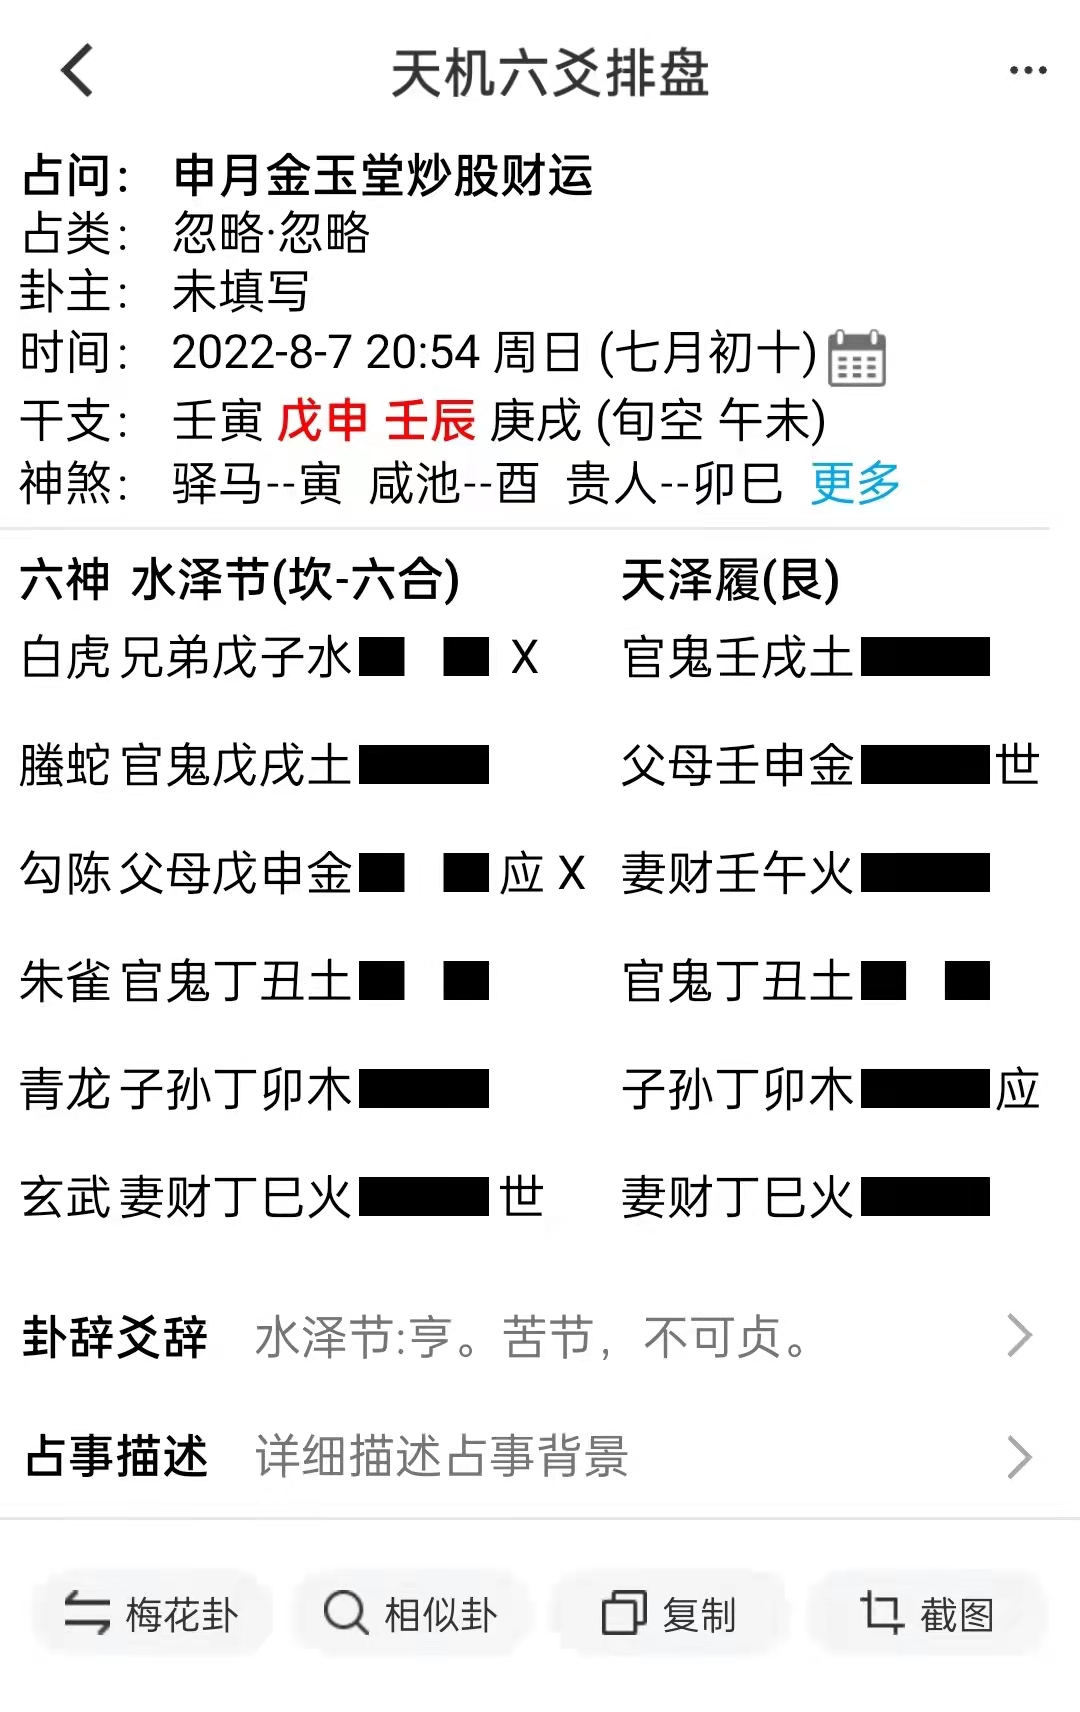 天机六爻排盘
占问： 申月金玉堂炒股财运
占类： 忽略·忽略
卦主： 未填写
时间： 2022-8-7 20:54 周日 (七月初十)
干支： 壬寅 戊申 壬辰 庚戌 (旬空 午未)
神煞： 驿马--寅 咸池--酉 贵人--卯巳 更多
六神 水泽节(坎-六合) 天泽履(艮)
白虎 兄弟戊子水 X 官鬼壬戌土
螣蛇 官鬼戊戌土 父母壬申金 世
勾陈 父母戊申金 应 X 妻财壬午火
朱雀 官鬼丁丑土 官鬼丁丑土
青龙 子孙丁卯木 子孙丁卯木 应
玄武 妻财丁巳火 世 妻财丁巳火
卦辞爻辞 水泽节:亨。苦节，不可贞。
占事描述 详细描述占事背景
梅花卦 相似卦 复制 截图